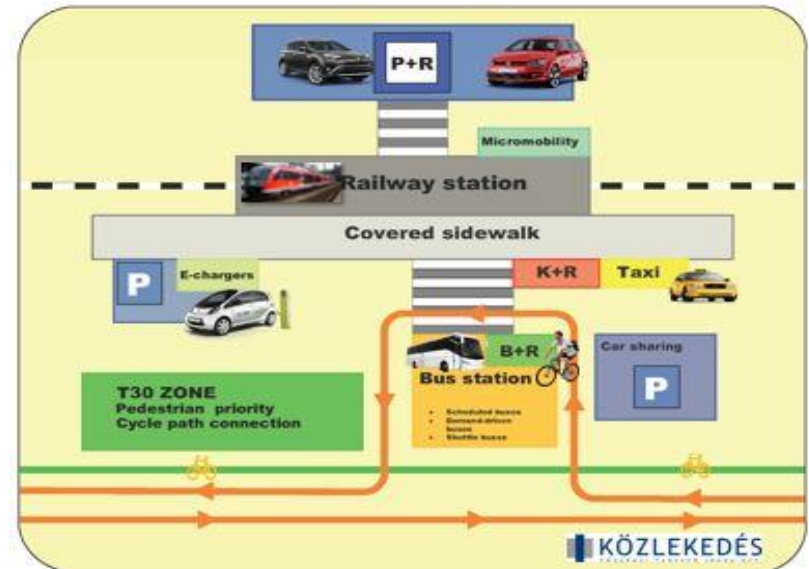 P+R
Micromobility
Railway station
Covered sidewalk
P
E-chargers
K+R
Taxi
B+R
Car sharing
P
Bus station
Scheduled buses
Demand-driven
buses
Shuttle buses
T30 ZONE
Pedestrian priority
Cycle path connection
KÖZLEKEDÉS